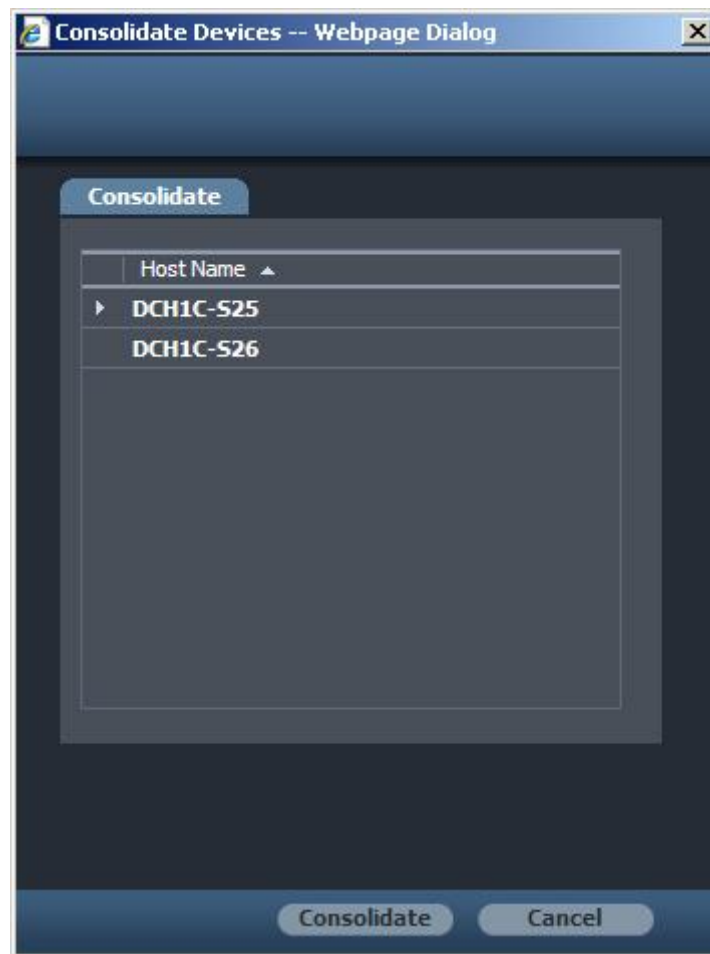 Consolidate Devices -- Webpage Dialog
Consolidate
Host Name
DCH1C-S25
DCH1C-S26
Consolidate Cancel